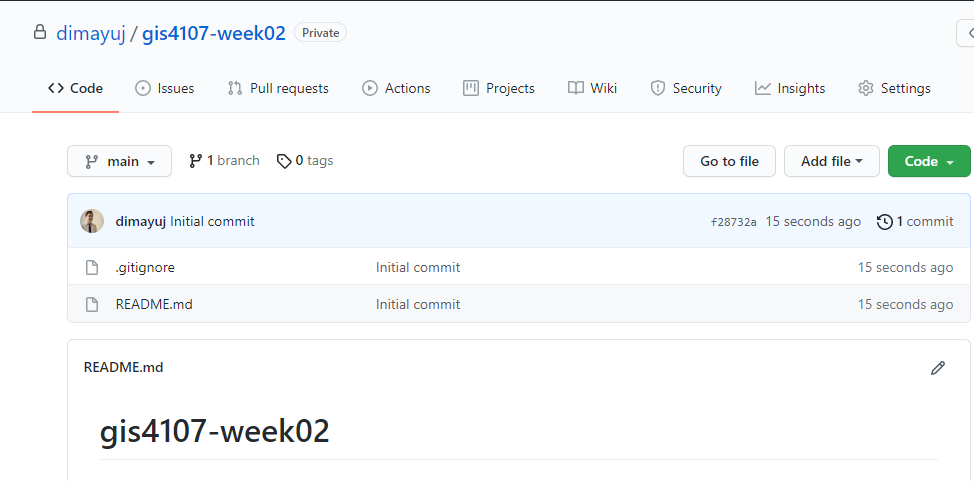 dimayuj / gis4107-week02 Private
Code Issues Pull requests Actions Projects Wiki Security Insights Settings
main 1 branch 0 tags Go to file Add file Code
dimayuj Initial commit f28732a 15 seconds ago 1 commit
.gitignore Initial commit 15 seconds ago
README.md Initial commit 15 seconds ago
README.md
gis4107-week02